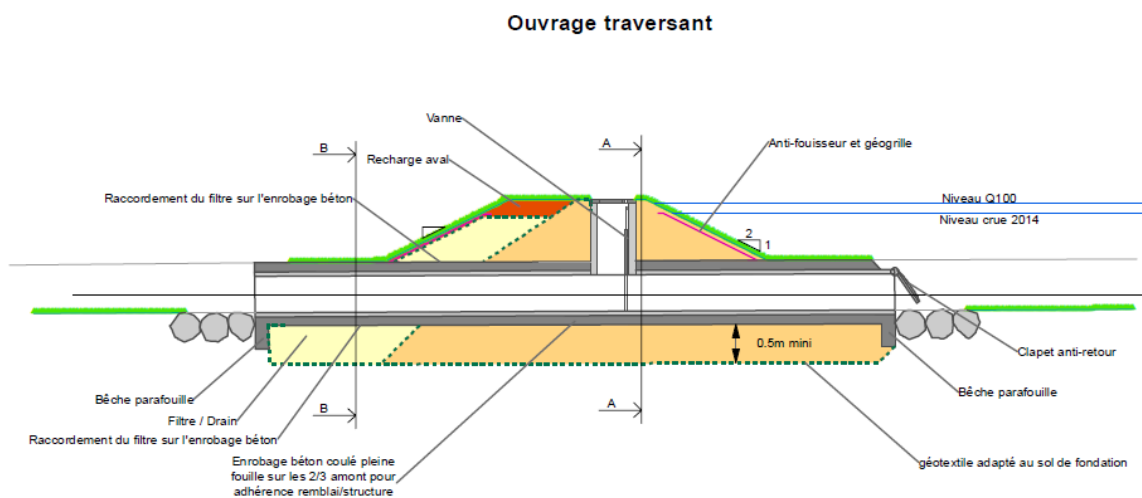 Ouvrage traversant
Vanne
B
A
Anti-fouisseur et géogrille
Recharge aval
Raccordement du filtre sur l'enrobage béton
Niveau Q100
Niveau crue 2014
2
1
0.5m mini
Clapet anti-retour
Bêche parafouille
Bêche parafouille
Filtre / Drain
B
A
Raccordement du filtre sur l'enrobage béton
Enrobage béton coulé pleine
fouille sur les 2/3 amont pour
adhérence remblai/structure
géotextile adapté au sol de fondation